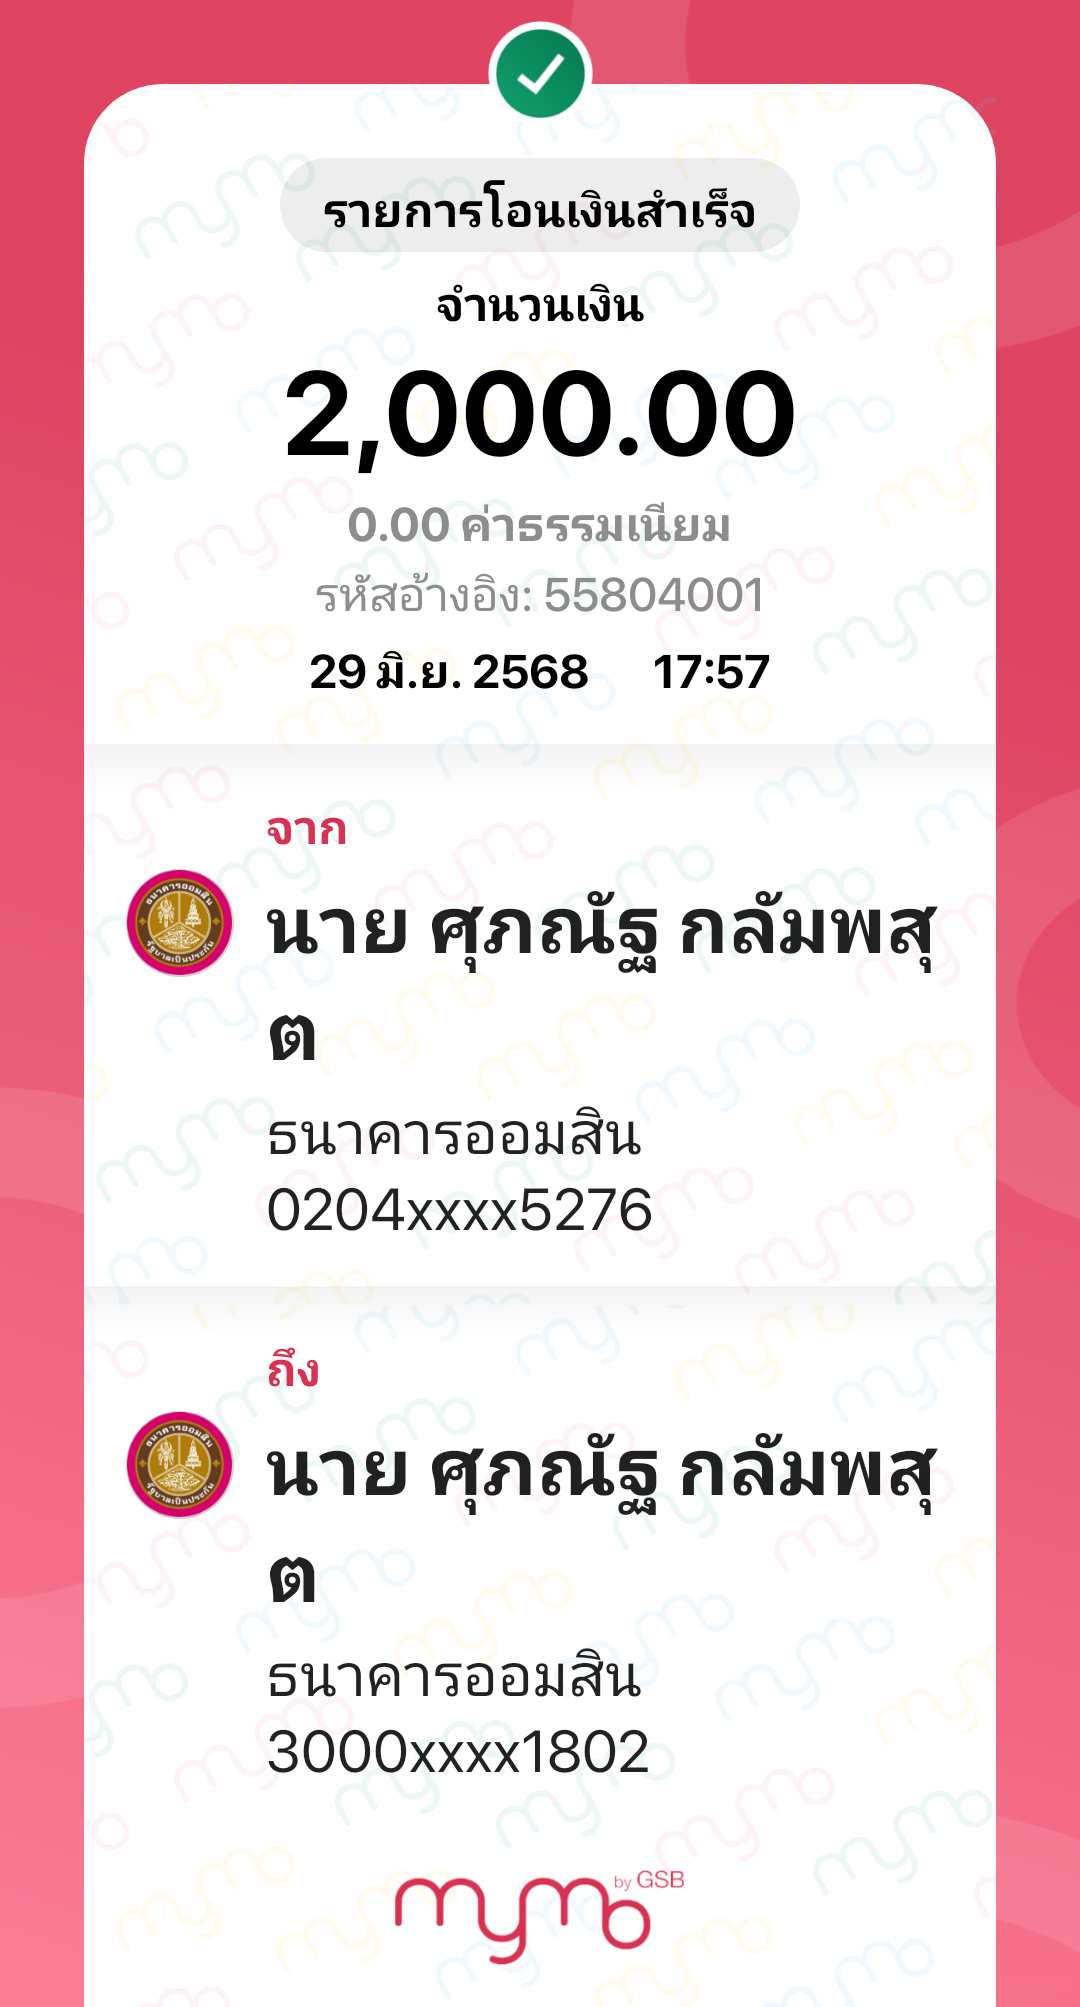 รายการโอนเงินสำเร็จ
จำนวนเงิน
2,000.00
0.00 ค่าธรรมเนียม
รหัสอ้างอิง: 55804001
29 มิ.ย. 2568 17:57
จาก
นาย ศุภณัฐ กลัมพสุ
ต
ธนาคารออมสิน
0204xxxx5276
ถึง
นาย ศุภณัฐ กลัมพสุ
ต
ธนาคารออมสิน
3000xxxx1802
mymo by GSB